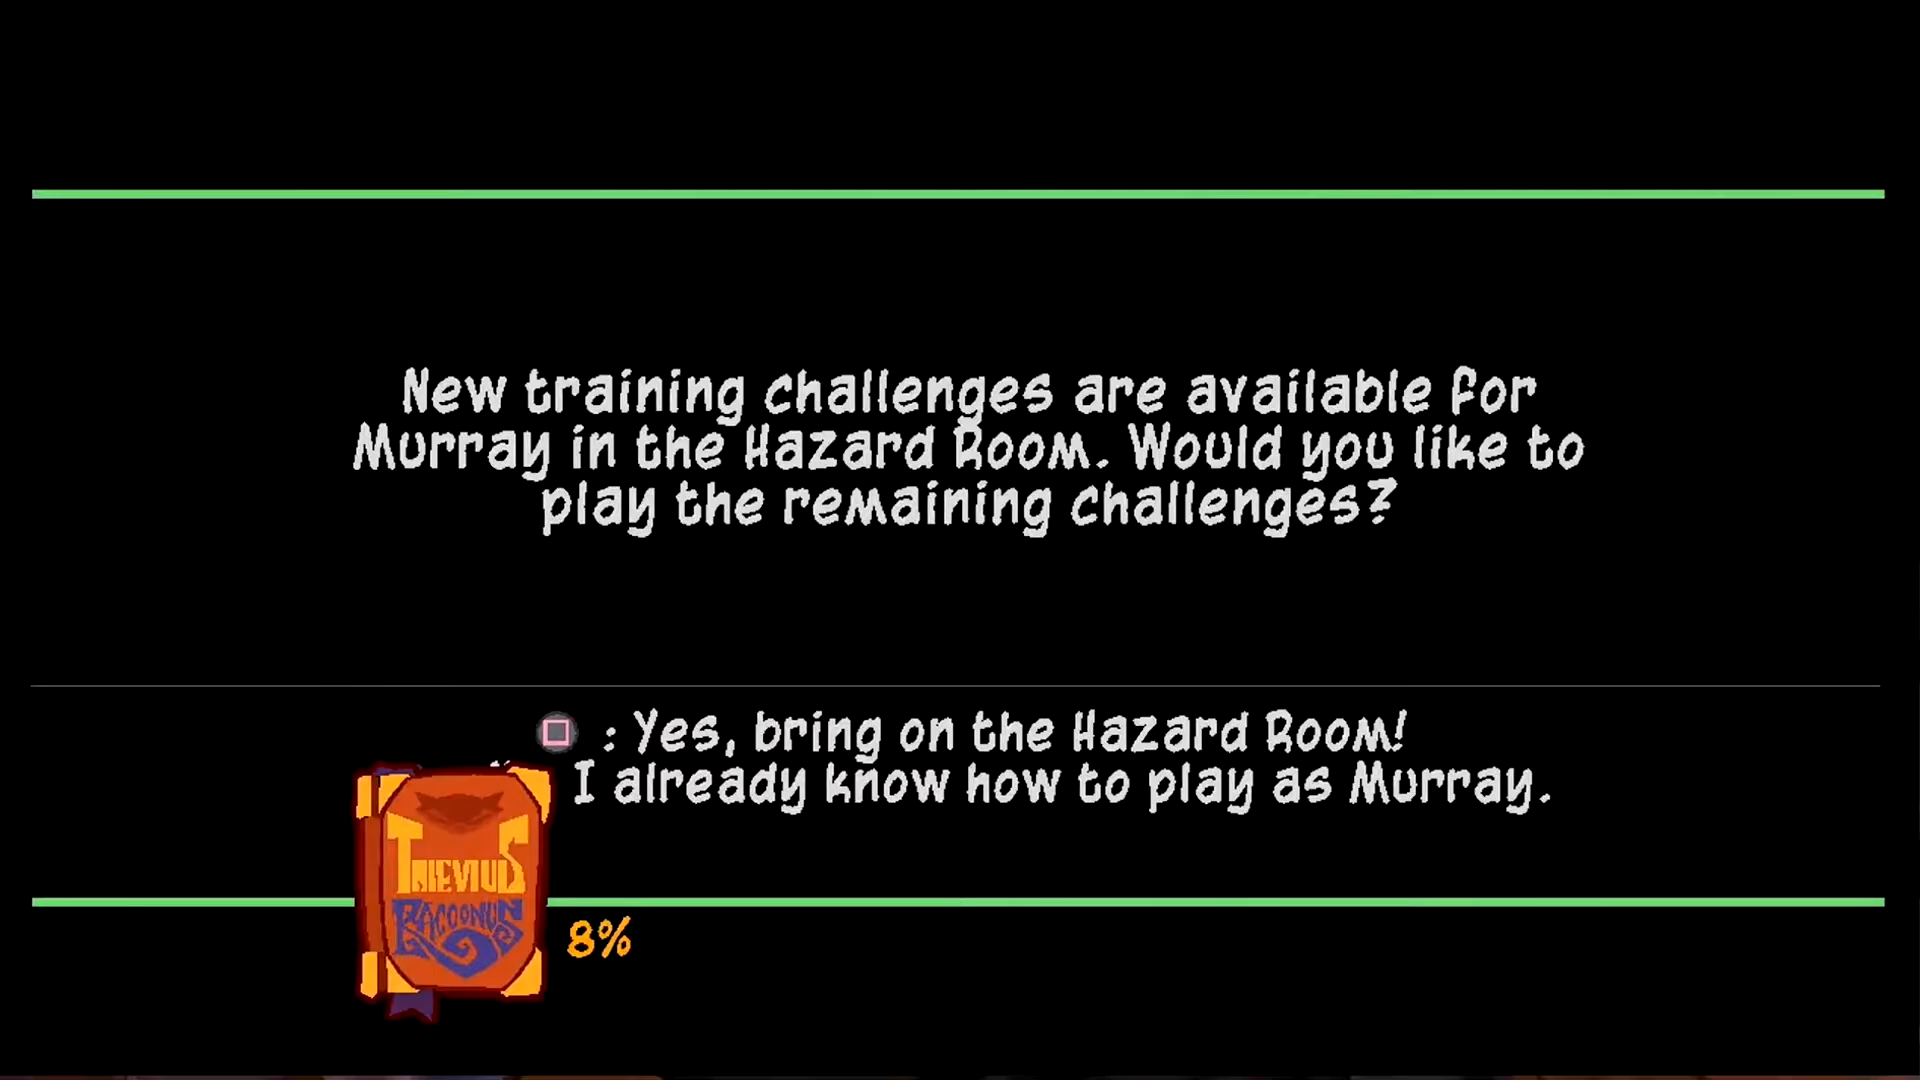 New training challenges are available for
Murray in the Hazard Room. Would you like to
play the remaining challenges?
: Yes, bring on the Hazard Room!
I already know how to play as Murray.
THIEVIUS
RACCOONUS
8%